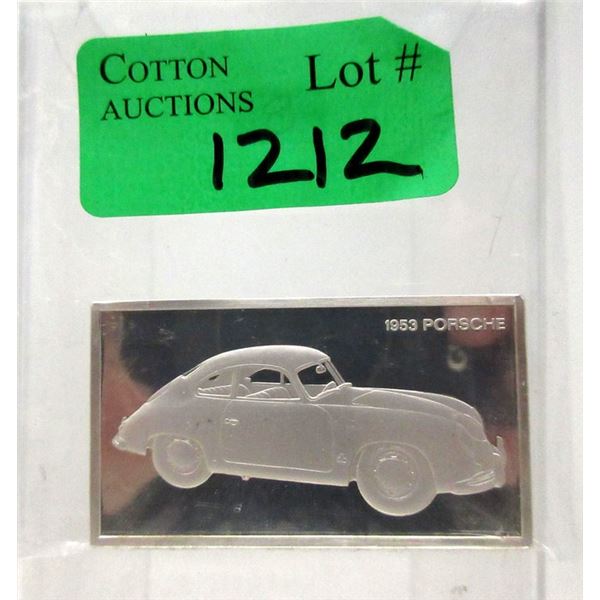 COTTON Lot #
AUCTIONS
1212
1953 PORSCHE